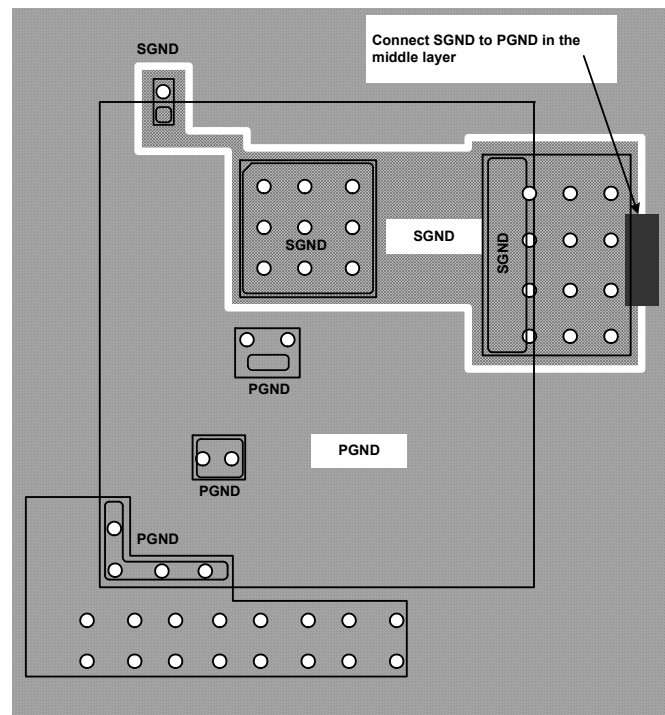 SGND
Connect SGND to PGND in the
middle layer
SGND
SGND
SGND
PGND
PGND
PGND
PGND